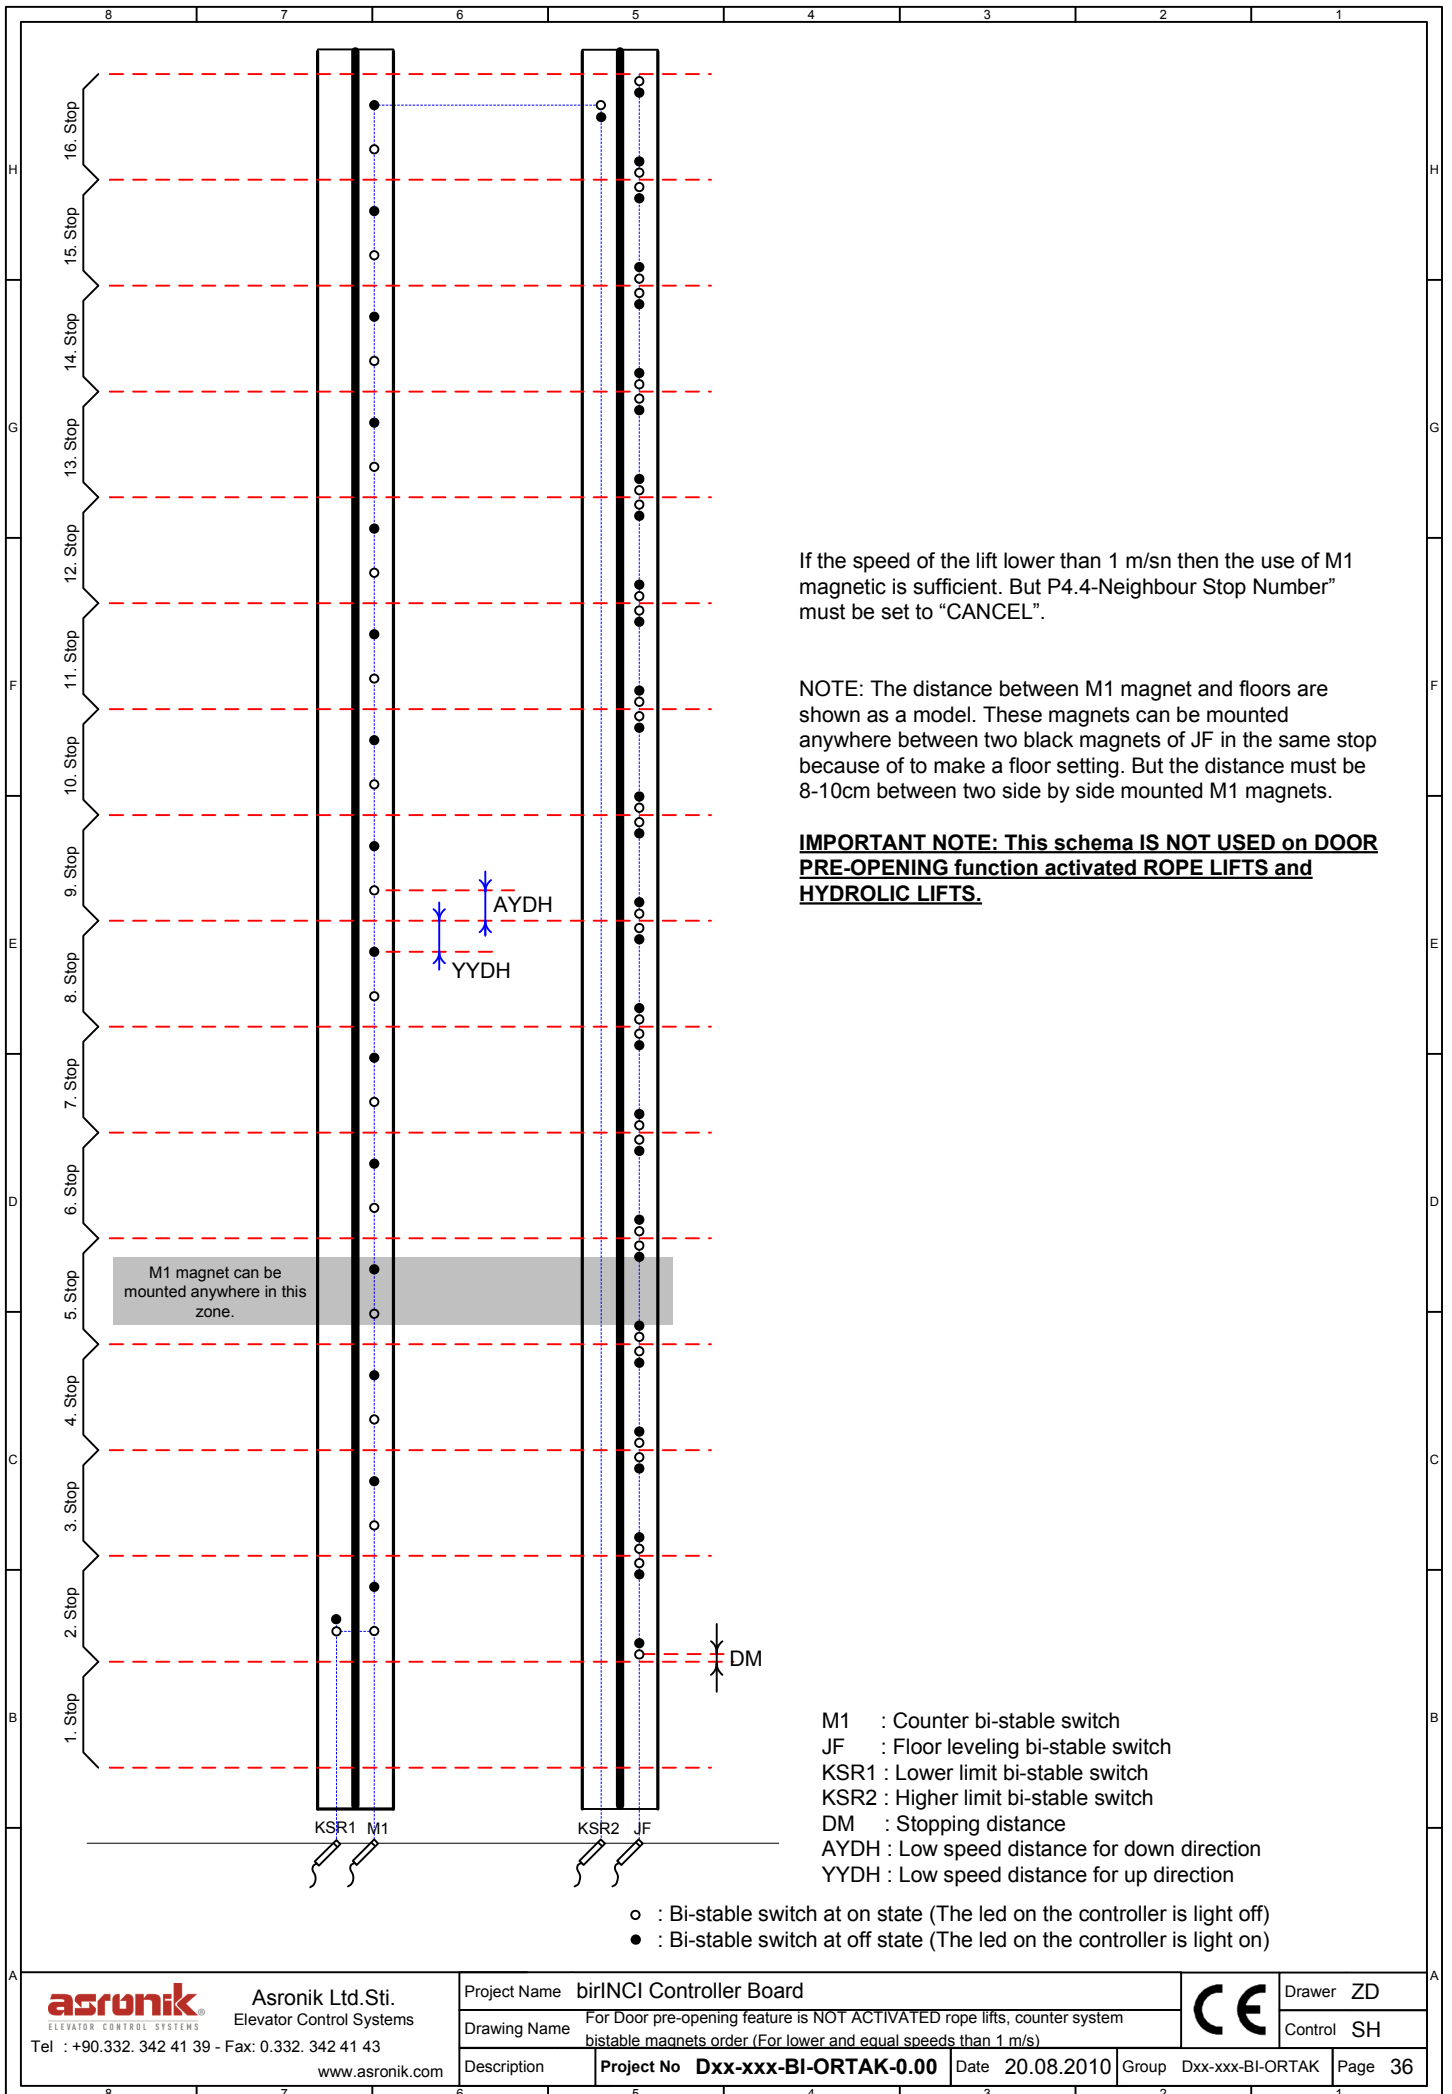 8 7 6 5 4 3 2 1
16. Stop
H H
15. Stop
14. Stop
G G
13. Stop
12. Stop
If the speed of the lift lower than 1 m/sn then the use of M1
magnetic is sufficient. But P4.4-Neighbour Stop Number”
must be set to “CANCEL”.
11. Stop
F F
NOTE: The distance between M1 magnet and floors are
shown as a model. These magnets can be mounted
anywhere between two black magnets of JF in the same stop
because of to make a floor setting. But the distance must be
8-10cm between two side by side mounted M1 magnets.
10. Stop
IMPORTANT NOTE: This schema IS NOT USED on DOOR
PRE-OPENING function activated ROPE LIFTS and
HYDROLIC LIFTS.
9. Stop
AYDH
E E
YYDH
8. Stop
7. Stop
D D
6. Stop
5. Stop
M1 magnet can be
mounted anywhere in this
zone.
4. Stop
C C
3. Stop
2. Stop
DM
1. Stop
B B
M1 : Counter bi-stable switch
JF : Floor leveling bi-stable switch
KSR1 : Lower limit bi-stable switch
KSR2 : Higher limit bi-stable switch
DM : Stopping distance
AYDH : Low speed distance for down direction
YYDH : Low speed distance for up direction
KSR1 M1 KSR2 JF
: Bi-stable switch at on state (The led on the controller is light off)
: Bi-stable switch at off state (The led on the controller is light on)
A A
asronik®
ELEVATOR CONTROL SYSTEMS
Asronik Ltd.Sti.
Elevator Control Systems
Tel : +90.332. 342 41 39 - Fax: 0.332. 342 41 43
www.asronik.com
Project Name birINCI Controller Board
Drawing Name For Door pre-opening feature is NOT ACTIVATED rope lifts, counter system
bistable magnets order (For lower and equal speeds than 1 m/s)
CE
Drawer ZD
Control SH
Description Project No Dxx-xxx-BI-ORTAK-0.00 Date 20.08.2010 Group Dxx-xxx-BI-ORTAK Page 36
8 7 6 5 4 3 2 1